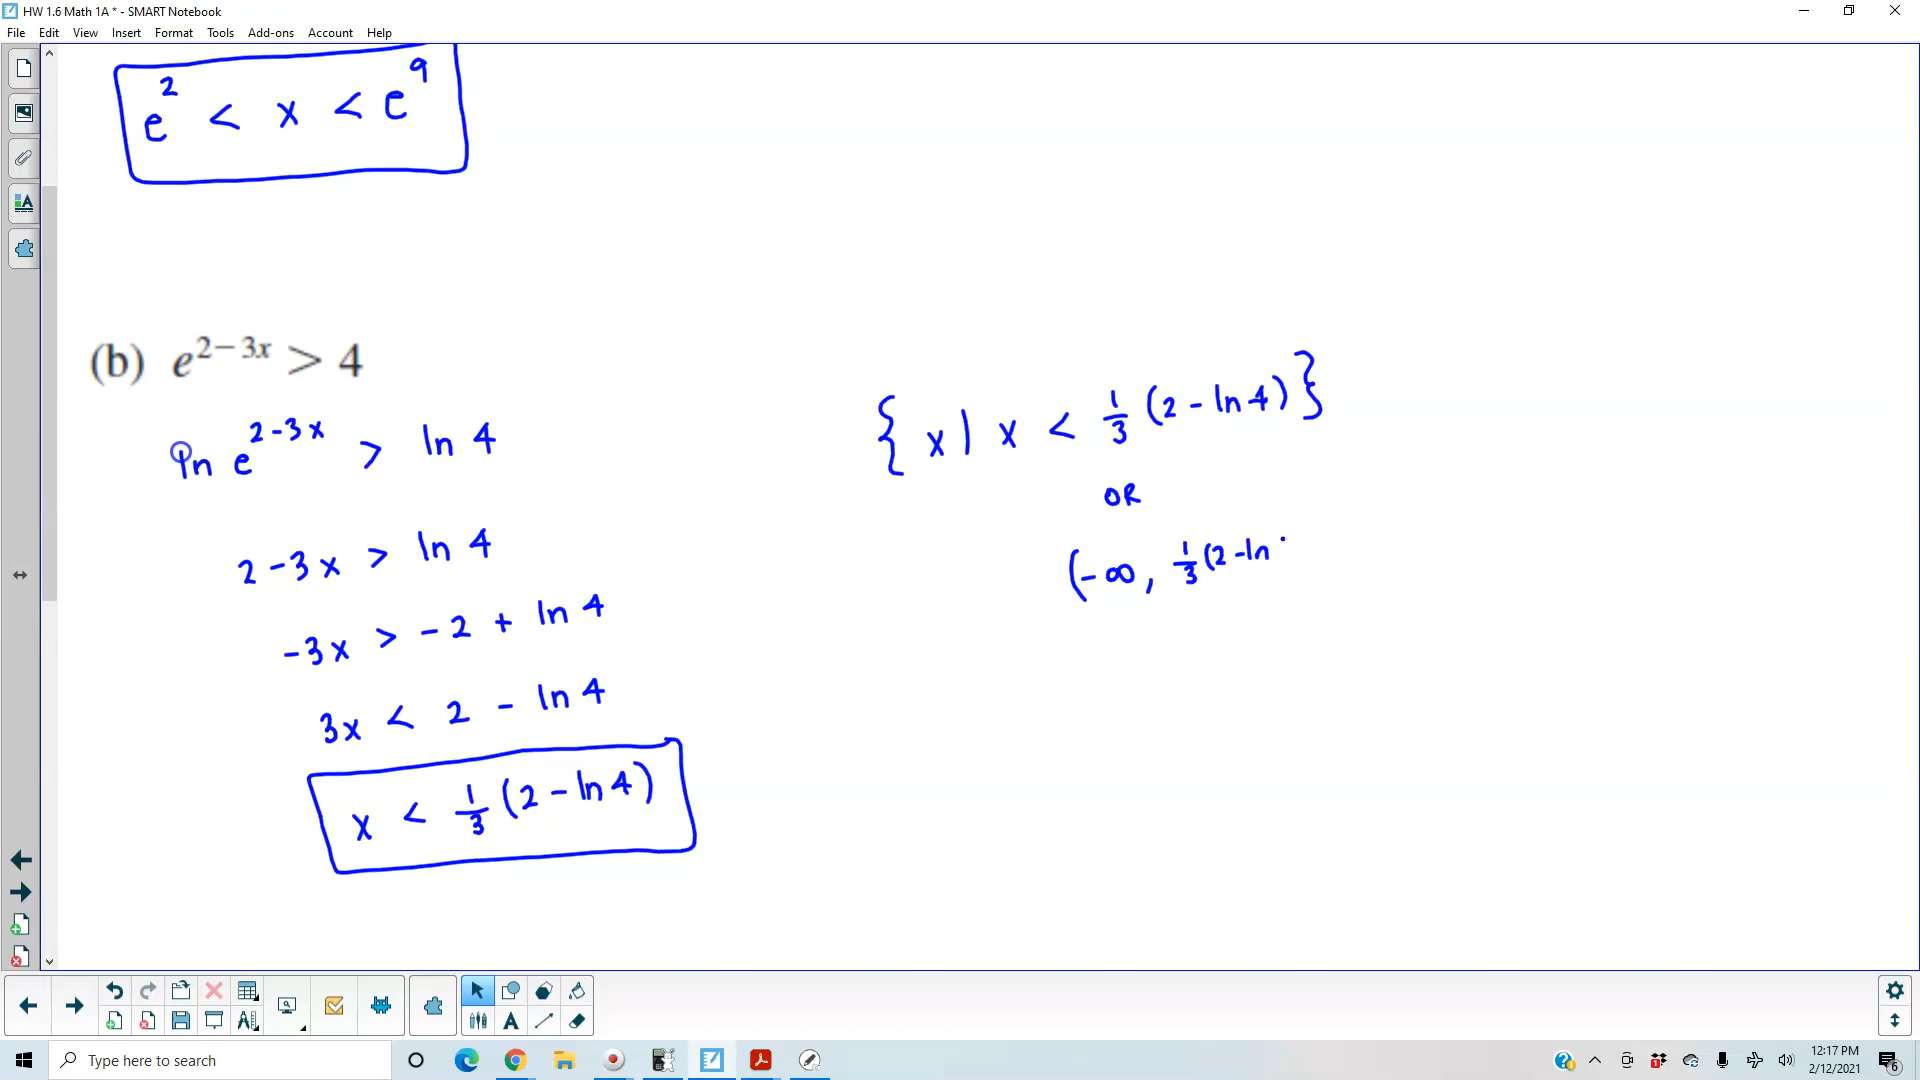 HW 1.6 Math 1A * - SMART Notebook
File Edit View Insert Format Tools Add-ons Account Help
e² < x < e⁹
(b) e^{2-3x} > 4
ln e^{2-3x} > ln 4
2 - 3x > ln 4
-3x > -2 + ln 4
3x < 2 - ln 4
x < 1/3 (2 - ln 4)
{ x | x < 1/3 (2 - ln 4) }
OR
(-∞, 1/3 (2 - ln
Type here to search
12:17 PM
2/12/2021
6